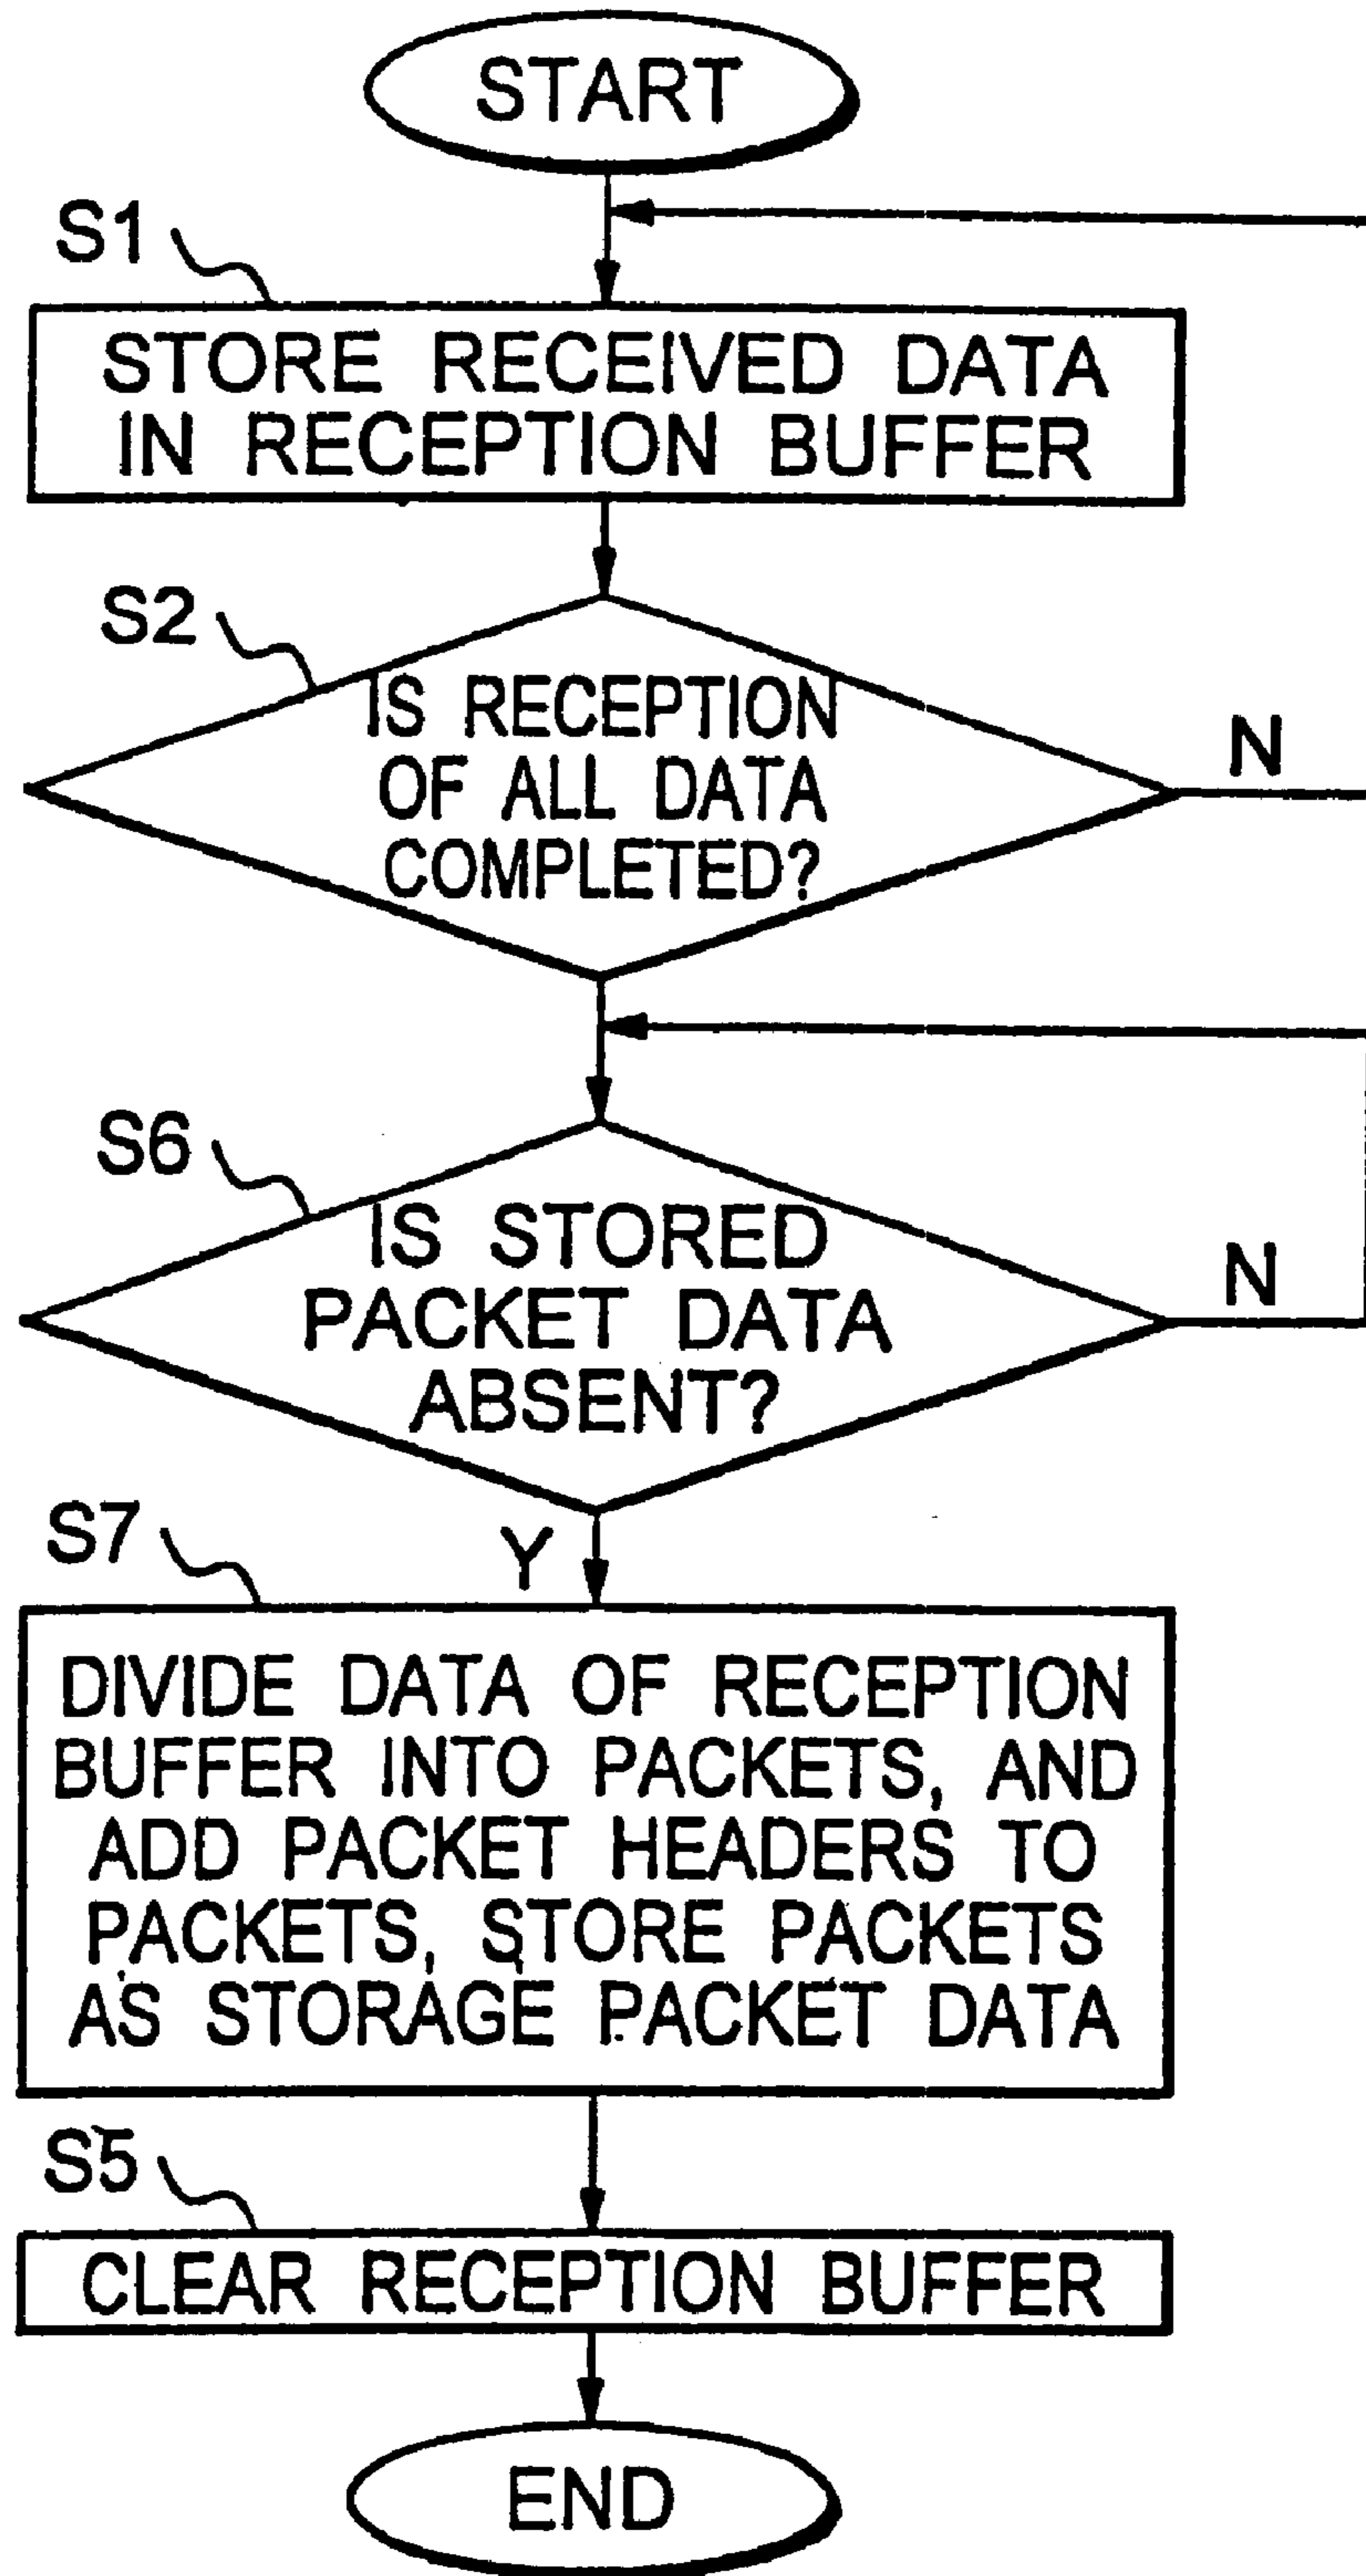 START
S1
STORE RECEIVED DATA
IN RECEPTION BUFFER
S2
IS RECEPTION
OF ALL DATA
COMPLETED?
N
S6
IS STORED
PACKET DATA
ABSENT?
N
Y
S7
DIVIDE DATA OF RECEPTION
BUFFER INTO PACKETS, AND
ADD PACKET HEADERS TO
PACKETS, STORE PACKETS
AS STORAGE PACKET DATA
S5
CLEAR RECEPTION BUFFER
END